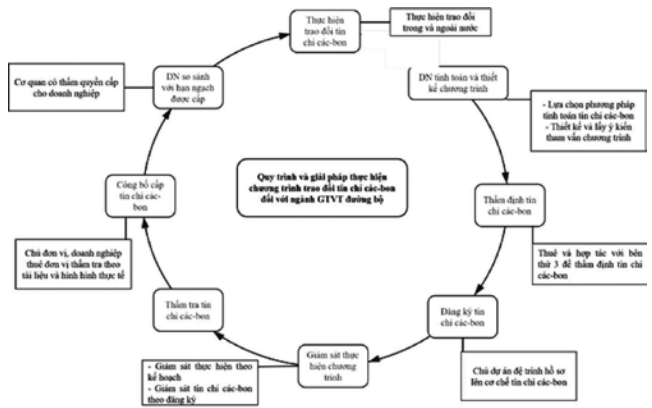 Thực hiện
trao đổi tín
chỉ các-bon
Thực hiện trao đổi
trong và ngoài nước
DN tính toán và thiết
kế chương trình
- Lựa chọn phương pháp
tính toán tín chỉ các-bon
- Thiết kế và lấy ý kiến
tham vấn chương trình
Thẩm định tín
chỉ các-bon
Thuê và hợp tác với bên
thứ 3 để thẩm định tín chỉ
các-bon
Đăng ký tín
chỉ các-bon
Chủ dự án đệ trình hồ sơ
lên cơ chế tín chỉ các-bon
Giám sát thực
hiện chương
trình
- Giám sát thực hiện theo
kế hoạch
- Giám sát tín chỉ các-bon
theo đăng ký
Thẩm tra tín
chỉ các-bon
Công bố cấp
tín chỉ các-
bon
Chủ đơn vị, doanh nghiệp
thuê đơn vị thẩm tra theo
tài liệu và hình hình thực tế
DN so sánh
với hạn ngạch
được cấp
Cơ quan có thẩm quyền cấp
cho doanh nghiệp
Quy trình và giải pháp thực hiện
chương trình trao đổi tín chỉ các-bon
đối với ngành GTVT đường bộ